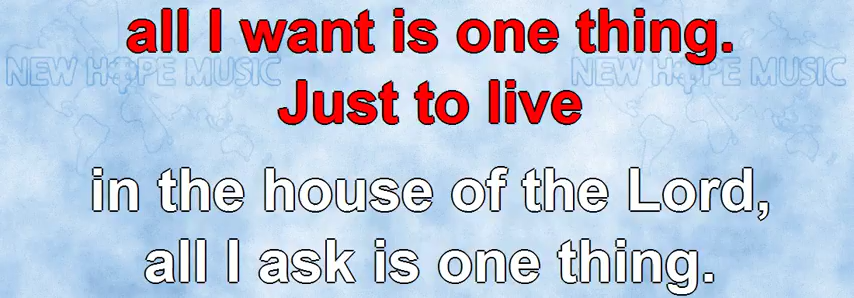 all I want is one thing.
NEW HOPE MUSIC NEW HOPE MUSIC
Just to live
in the house of the Lord,
all I ask is one thing.